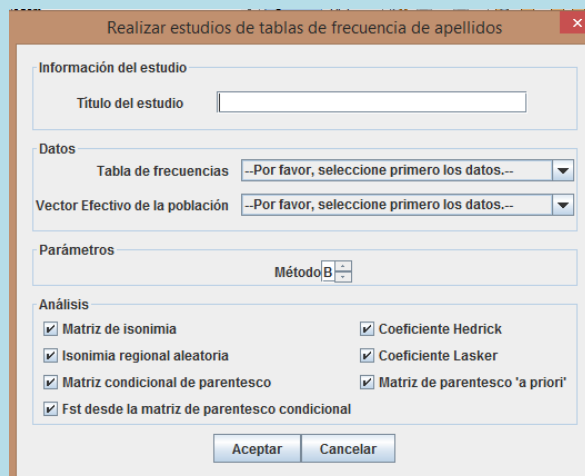 Realizar estudios de tablas de frecuencia de apellidos
Información del estudio
Título del estudio
Datos
Tabla de frecuencias --Por favor, seleccione primero los datos.--
Vector Efectivo de la población --Por favor, seleccione primero los datos.--
Parámetros
Método B
Análisis
Matriz de isonimia Coeficiente Hedrick
Isonimia regional aleatoria Coeficiente Lasker
Matriz condicional de parentesco Matriz de parentesco 'a priori'
Fst desde la matriz de parentesco condicional
Aceptar Cancelar